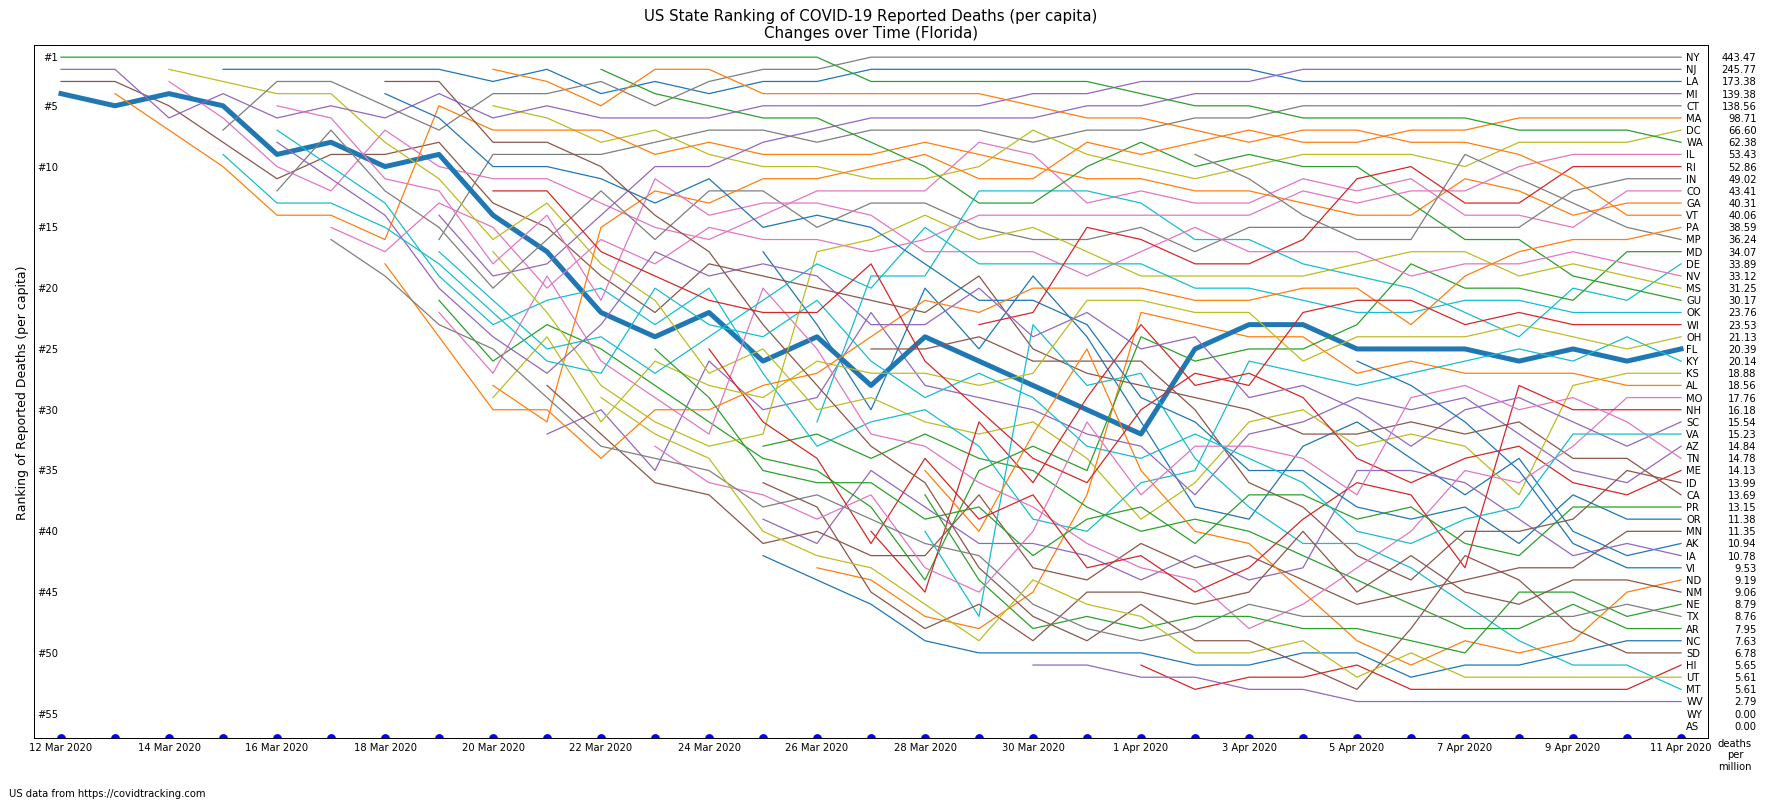 US State Ranking of COVID-19 Reported Deaths (per capita)
Changes over Time (Florida)
Ranking of Reported Deaths (per capita)
#1
#5
#10
#15
#20
#25
#30
#35
#40
#45
#50
#55
NY 443.47
NJ 245.77
LA 173.38
MI 139.38
CT 138.56
MA 98.71
DC 66.60
WA 62.38
IL 53.43
RI 52.86
IN 49.02
CO 43.41
GA 40.31
VT 40.06
PA 38.59
MP 36.24
MD 34.07
DE 33.89
NV 33.12
MS 31.25
GU 30.17
OK 23.76
WI 23.53
OH 21.13
FL 20.39
KY 20.14
KS 18.88
AL 18.56
MO 17.76
NH 16.18
SC 15.54
VA 15.23
AZ 14.84
TN 14.78
ME 14.13
ID 13.99
CA 13.69
PR 13.15
OR 11.38
MN 11.35
AK 10.94
IA 10.78
VI 9.53
ND 9.19
NM 9.06
NE 8.79
TX 8.76
AR 7.95
NC 7.63
SD 6.78
HI 5.65
UT 5.61
MT 5.61
WV 2.79
WY 0.00
AS 0.00
12 Mar 2020 14 Mar 2020 16 Mar 2020 18 Mar 2020 20 Mar 2020 22 Mar 2020 24 Mar 2020 26 Mar 2020 28 Mar 2020 30 Mar 2020 1 Apr 2020 3 Apr 2020 5 Apr 2020 7 Apr 2020 9 Apr 2020 11 Apr 2020
deaths
per
million
US data from https://covidtracking.com